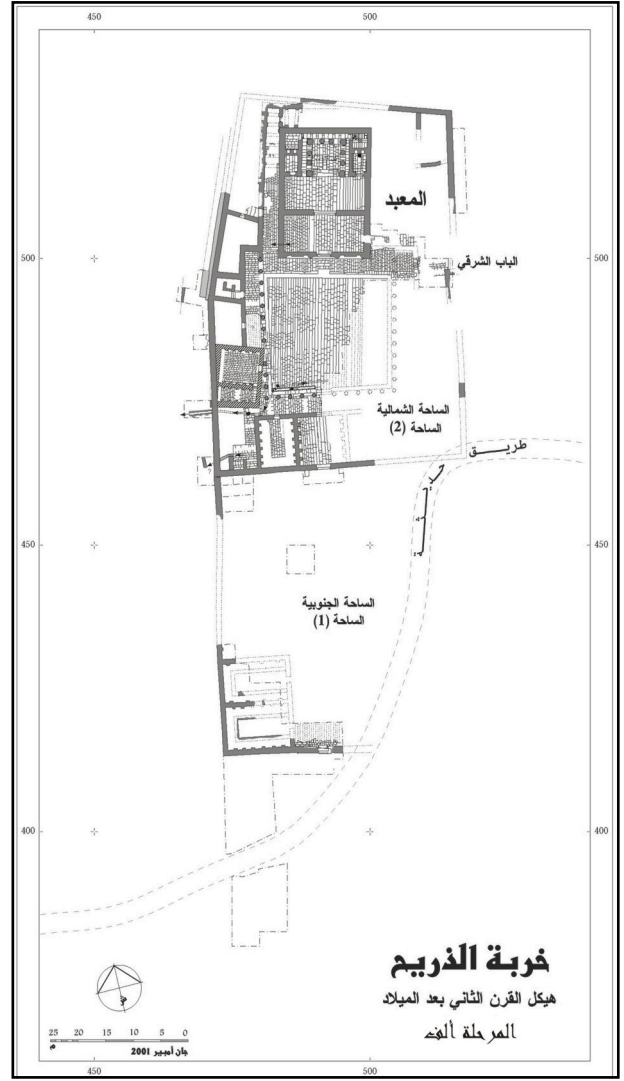 450 500
المعبد
500 500
الباب الشرقي
الساحة الشمالية
الساحة (2)
طريق
حديثة
450 450
الساحة الجنوبية
الساحة (1)
400 400
خربة الذريح
هيكل القرن الثاني بعد الميلاد
المرحلة ألف
25 20 15 10 5 0
م
جان أمبير 2001
450 500